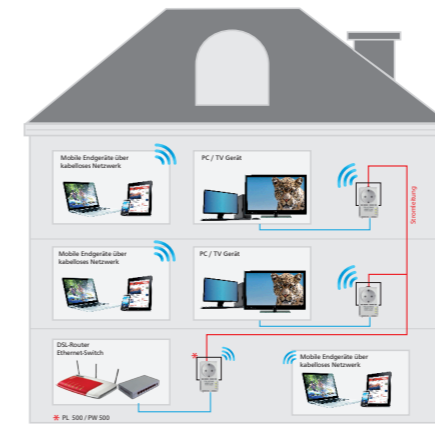 Mobile Endgeräte über
kabelloses Netzwerk
PC / TV Gerät
Stromleitung
Mobile Endgeräte über
kabelloses Netzwerk
PC / TV Gerät
DSL-Router
Ethernet-Switch
*
Mobile Endgeräte über
kabelloses Netzwerk
* PL 500 / PW 500